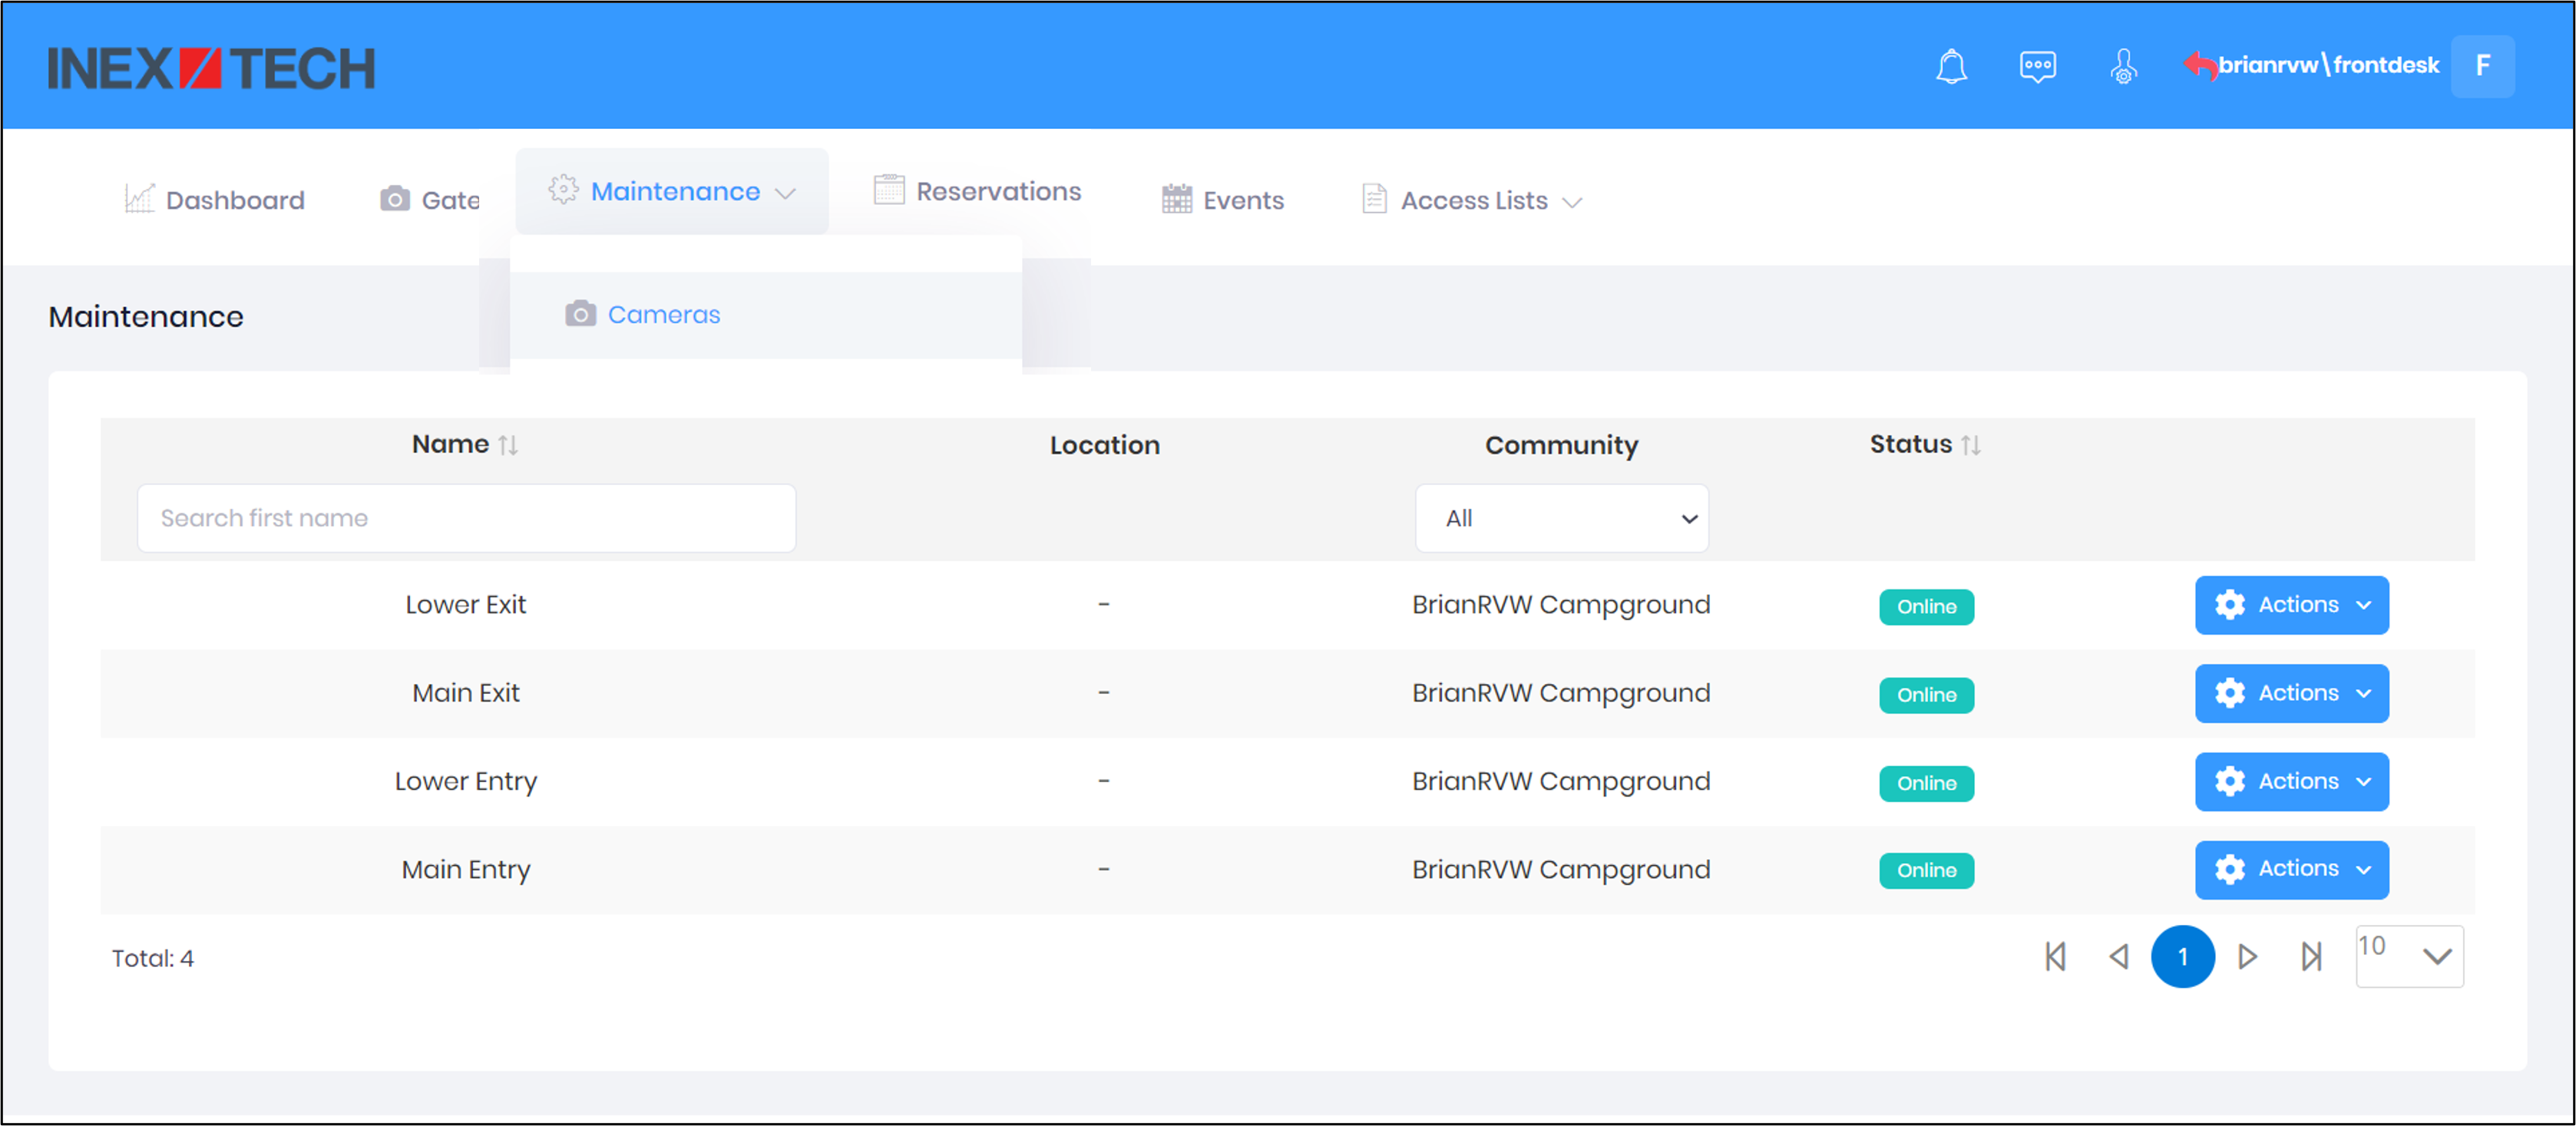 INEX TECH
brianrvw\frontdesk F
Dashboard Gate Maintenance Reservations Events Access Lists
Cameras
Maintenance
Name Location Community Status
Search first name All
Lower Exit - BrianRVW Campground Online Actions
Main Exit - BrianRVW Campground Online Actions
Lower Entry - BrianRVW Campground Online Actions
Main Entry - BrianRVW Campground Online Actions
Total: 4 1 10